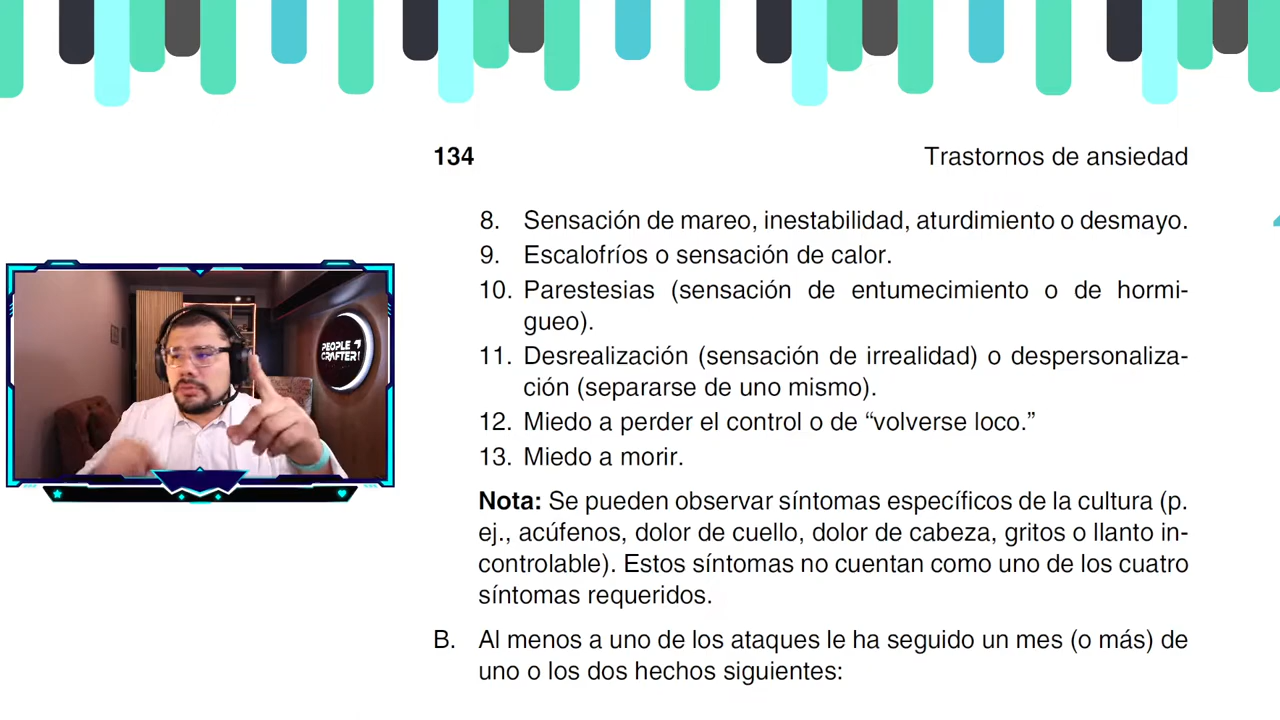 134 Trastornos de ansiedad
8. Sensación de mareo, inestabilidad, aturdimiento o desmayo.
9. Escalofríos o sensación de calor.
10. Parestesias (sensación de entumecimiento o de hormi-
gueo).
11. Desrealización (sensación de irrealidad) o despersonaliza-
ción (separarse de uno mismo).
PEOPLE
CRAFTER!
12. Miedo a perder el control o de “volverse loco.”
13. Miedo a morir.
Nota: Se pueden observar síntomas específicos de la cultura (p.
ej., acúfenos, dolor de cuello, dolor de cabeza, gritos o llanto in-
controlable). Estos síntomas no cuentan como uno de los cuatro
síntomas requeridos.
B. Al menos a uno de los ataques le ha seguido un mes (o más) de
uno o los dos hechos siguientes: